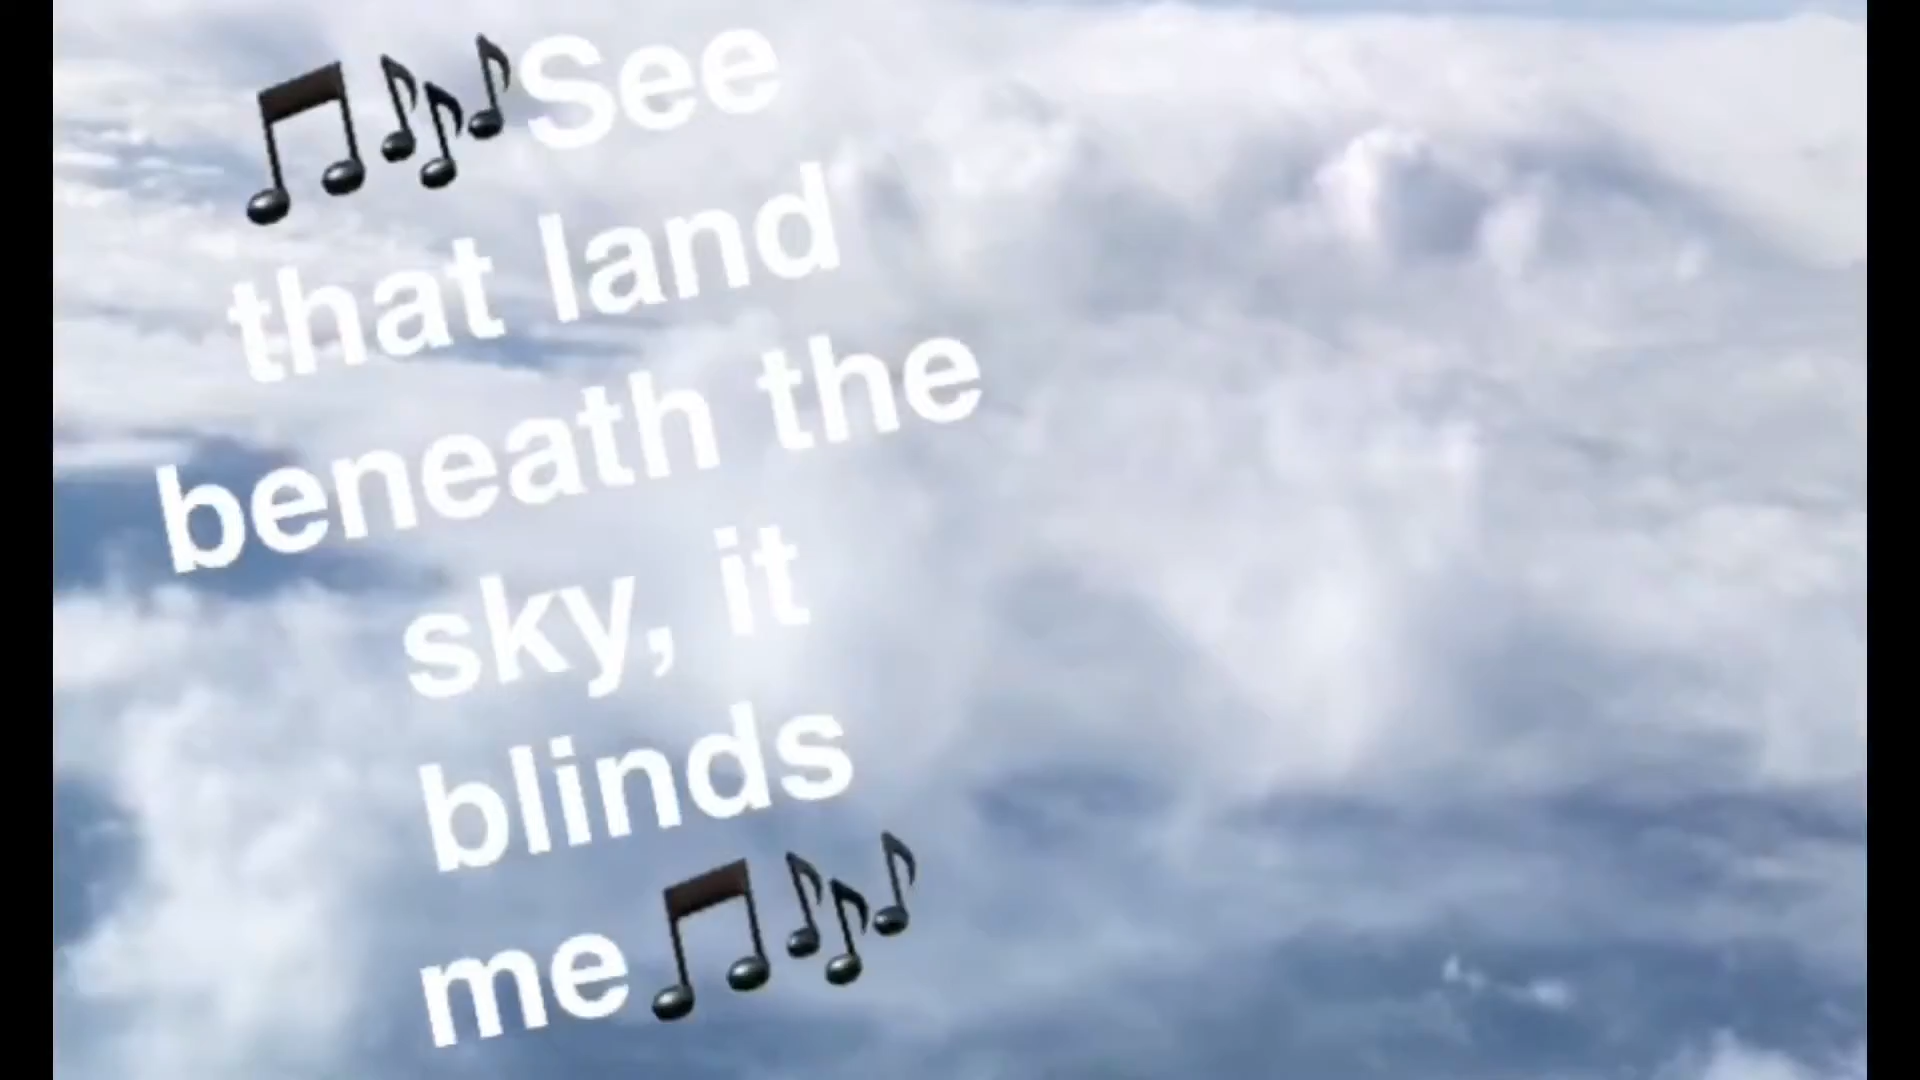 🎵🎶See
that land
beneath the
sky, it
blinds
me🎵🎶